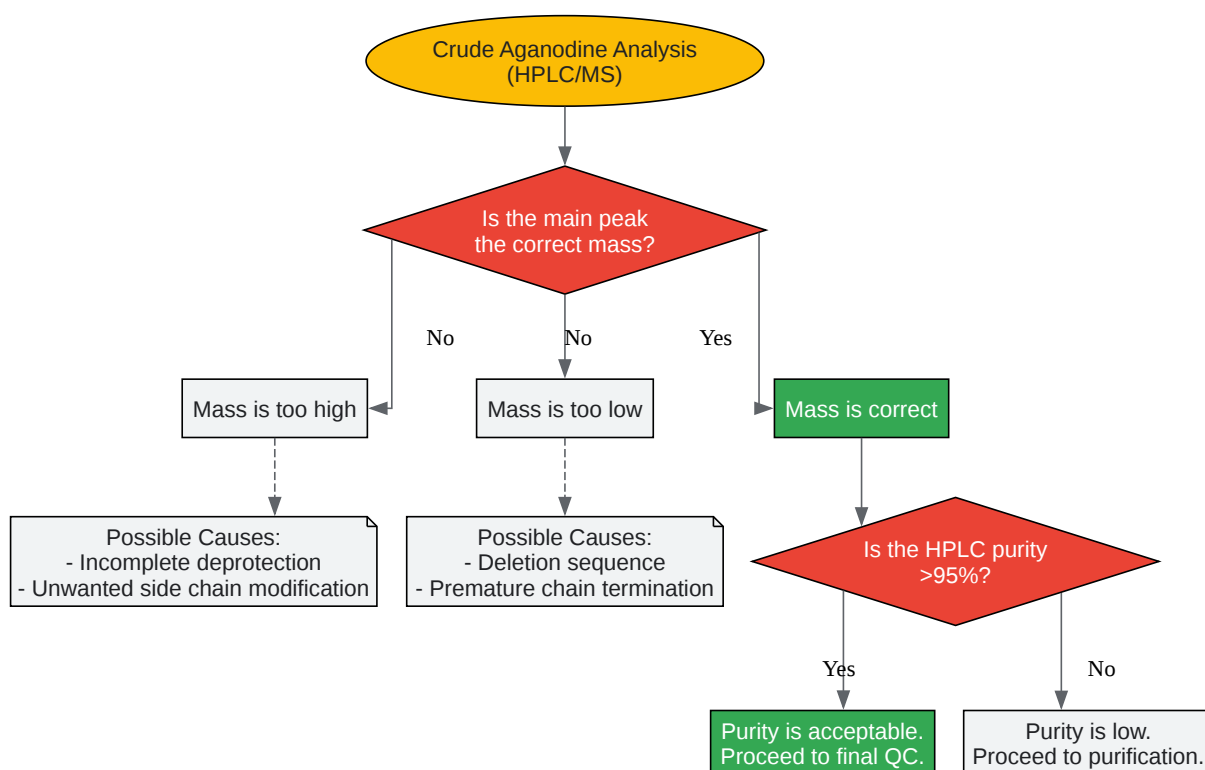 Crude Aganodine Analysis
(HPLC/MS)
Is the main peak
the correct mass?
No
No
Yes
Mass is too high
Mass is too low
Mass is correct
Possible Causes:
- Incomplete deprotection
- Unwanted side chain modification
Possible Causes:
- Deletion sequence
- Premature chain termination
Is the HPLC purity
>95%?
Yes
No
Purity is acceptable.
Proceed to final QC.
Purity is low.
Proceed to purification.